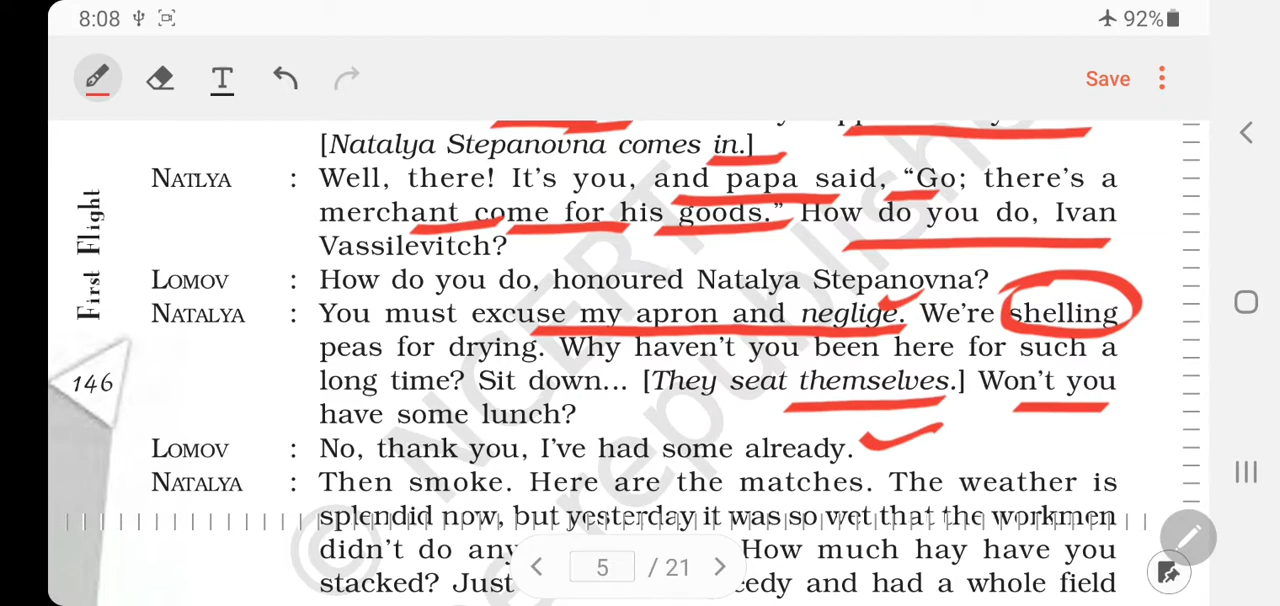 8:08 92%
T Save
[Natalya Stepanovna comes in.]
NATLYA : Well, there! It's you, and papa said, “Go; there's a
merchant come for his goods.” How do you do, Ivan
Vassilevitch?
LOMOV : How do you do, honoured Natalya Stepanovna?
NATALYA : You must excuse my apron and neglige. We're shelling
peas for drying. Why haven't you been here for such a
long time? Sit down... [They seat themselves.] Won't you
have some lunch?
LOMOV : No, thank you, I've had some already.
NATALYA : Then smoke. Here are the matches. The weather is
splendid now, but yesterday it was so wet that the workmen
didn't do any How much hay have you
stacked? Just and had a whole field
First Flight
146
5 / 21
© NCERT
republished